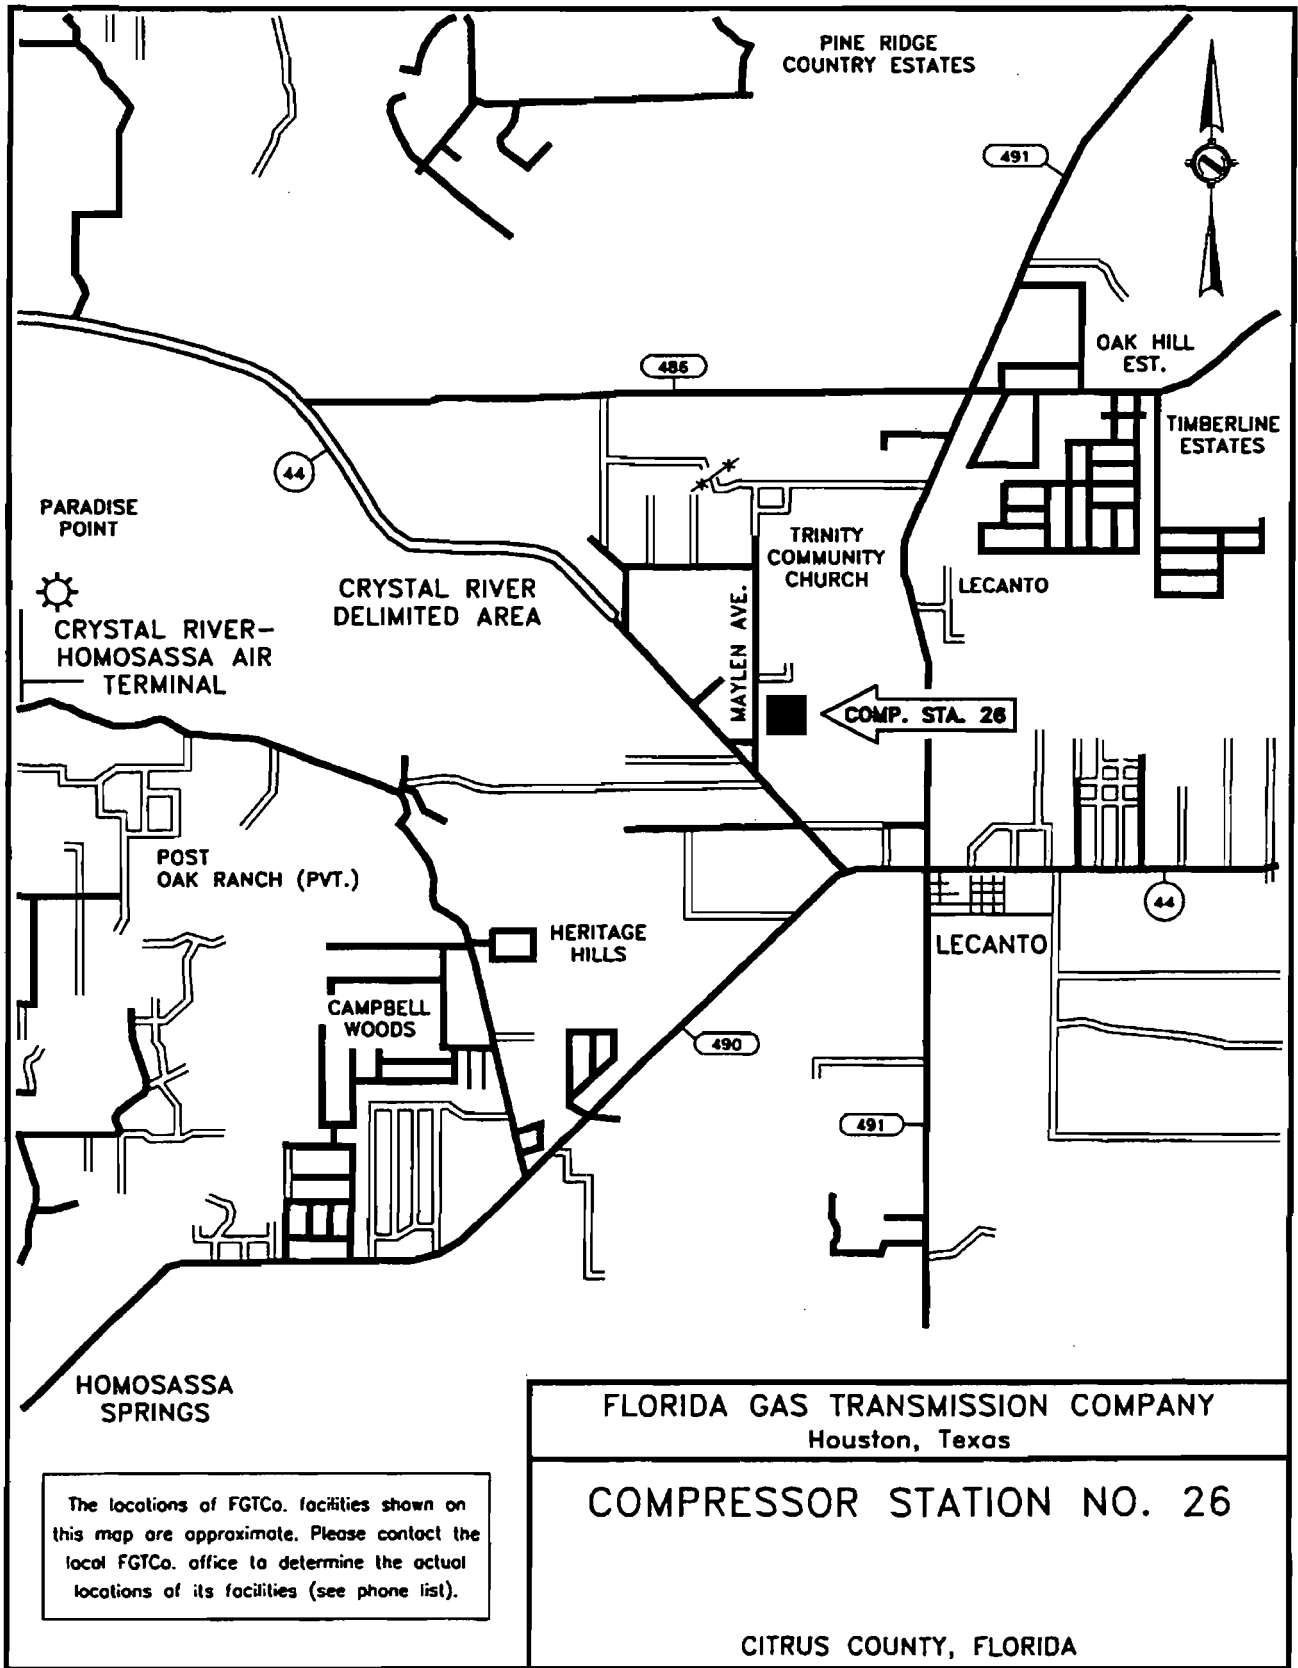 PINE RIDGE
COUNTRY ESTATES
491
OAK HILL
EST.
486
TIMBERLINE
ESTATES
44
PARADISE
POINT
TRINITY
COMMUNITY
CHURCH
CRYSTAL RIVER
DELIMITED AREA
LECANTO
MAYLEN AVE.
CRYSTAL RIVER-
HOMOSASSA AIR
TERMINAL
COMP. STA. 26
POST
OAK RANCH (PVT.)
44
HERITAGE
HILLS
LECANTO
CAMPBELL
WOODS
490
491
HOMOSASSA
SPRINGS
FLORIDA GAS TRANSMISSION COMPANY
Houston, Texas
The locations of FGTCo. facilities shown on
this map are approximate. Please contact the
local FGTCo. office to determine the actual
locations of its facilities (see phone list).
COMPRESSOR STATION NO. 26
CITRUS COUNTY, FLORIDA